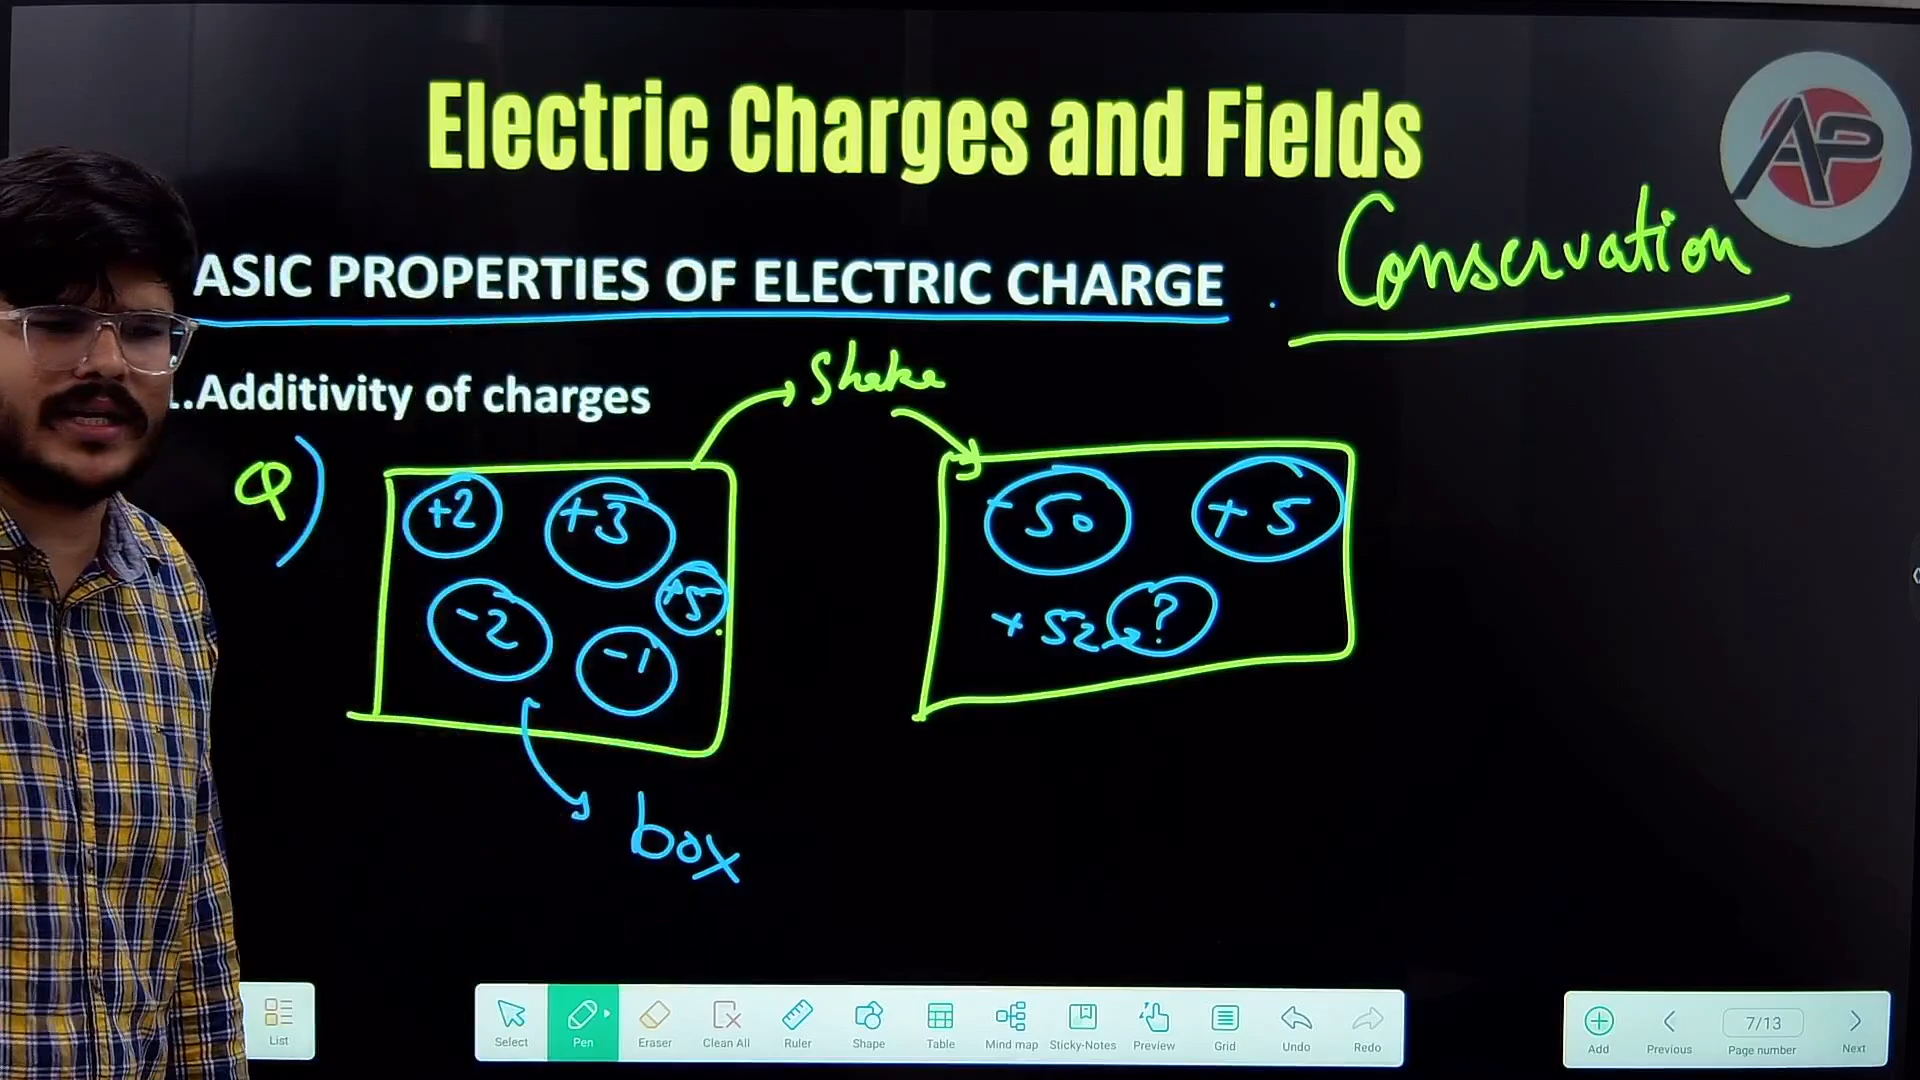 Electric Charges and Fields
AP
ASIC PROPERTIES OF ELECTRIC CHARGE
Conservation
1.Additivity of charges
Shake
Q)
+2
+3
+5
-2
-1
-50
+5
+52
?
box
List
Select
Pen
Eraser
Clean All
Ruler
Shape
Table
Mind map
Sticky-Notes
Preview
Grid
Undo
Redo
Add
Previous
7/13
Page number
Next